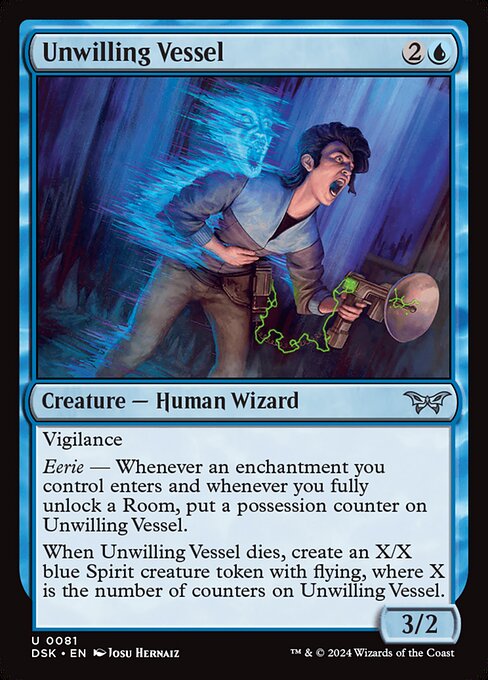 Unwilling Vessel 2
Creature — Human Wizard
Vigilance
Eerie — Whenever an enchantment you
control enters and whenever you fully
unlock a Room, put a possession counter on
Unwilling Vessel.
When Unwilling Vessel dies, create an X/X
blue Spirit creature token with flying, where X
is the number of counters on Unwilling Vessel.
3/2
U 0081
DSK • EN Josu Hernaiz
™ & © 2024 Wizards of the Coast